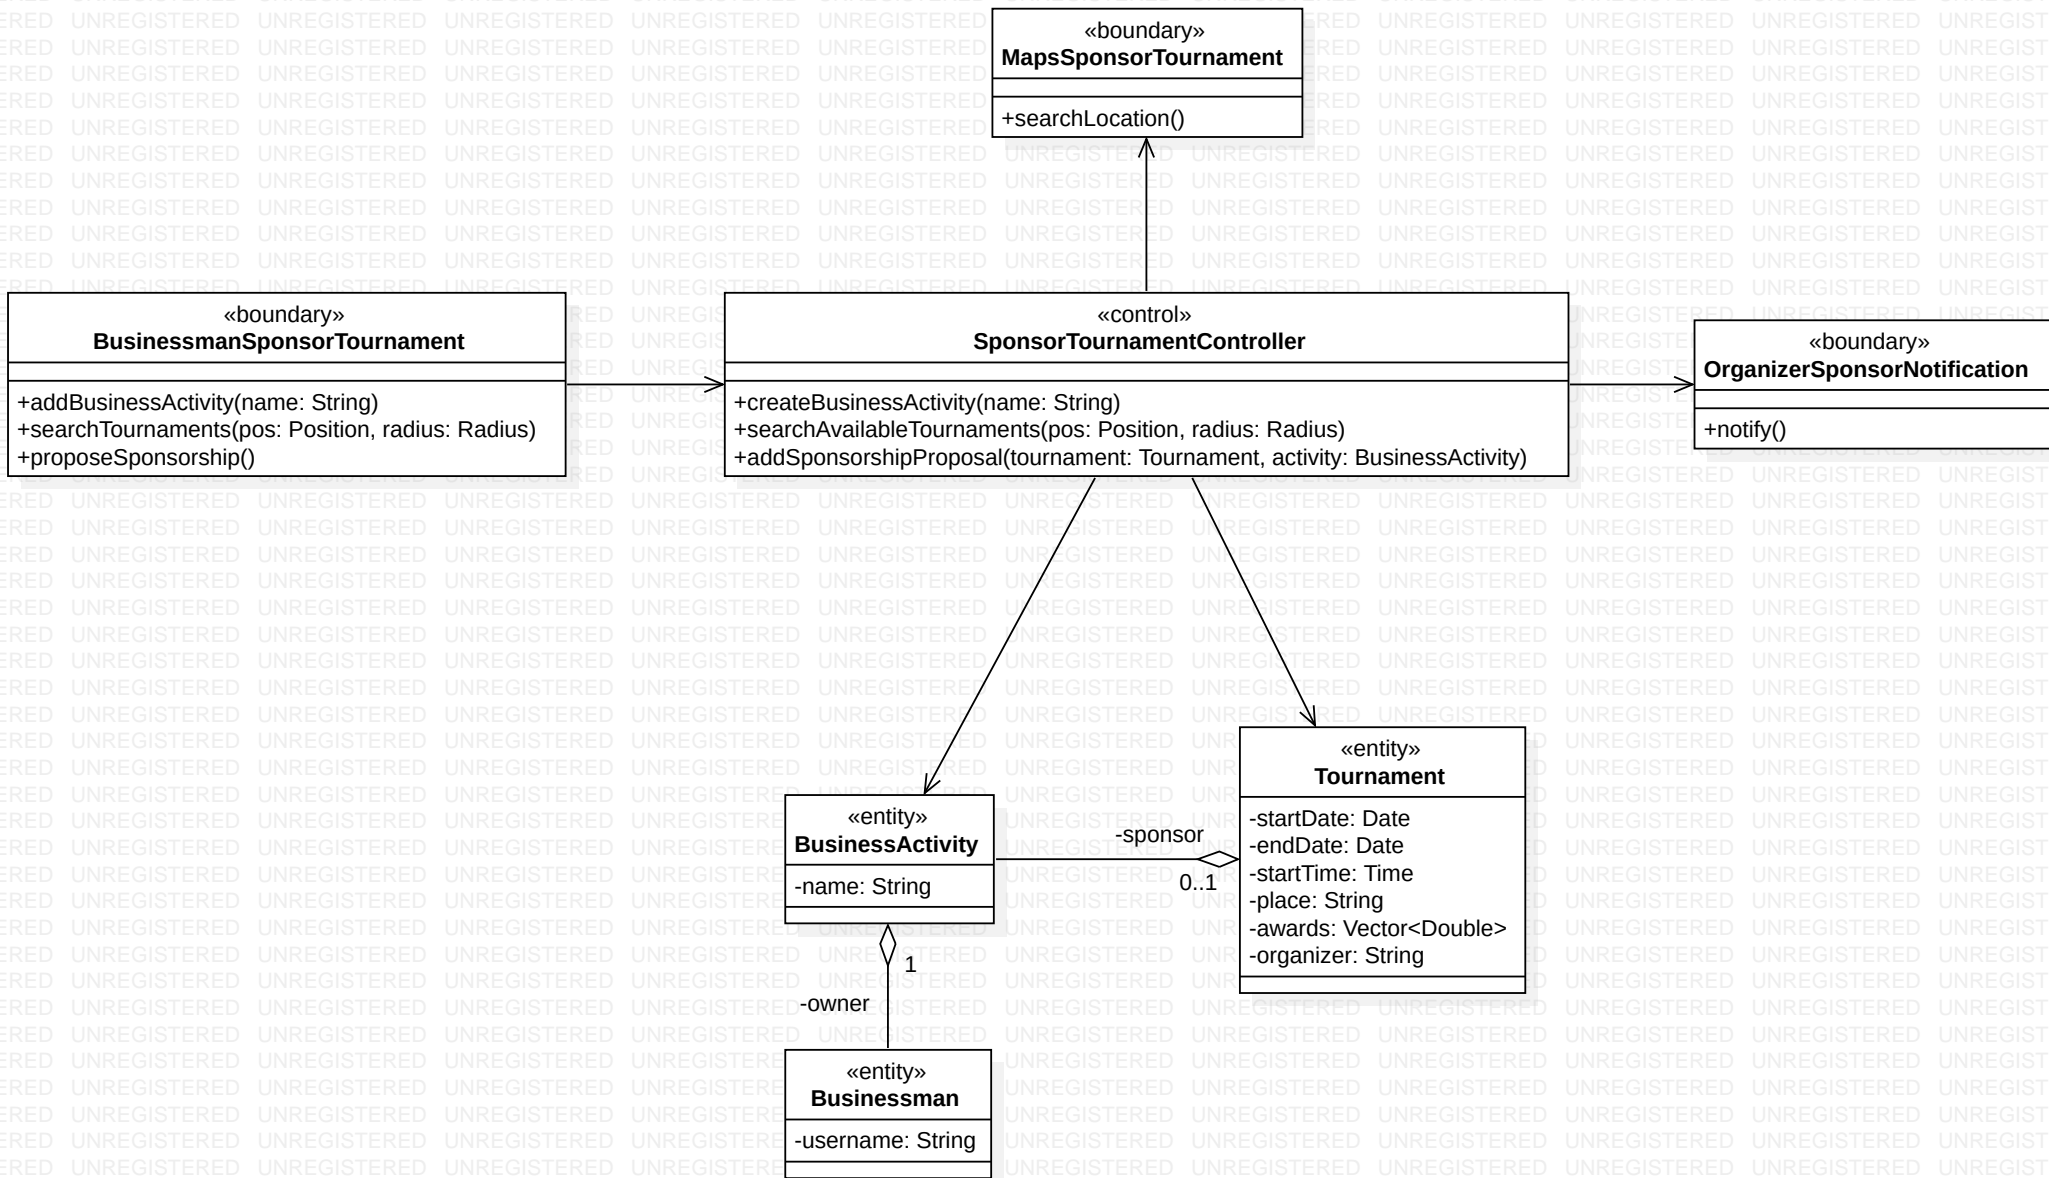 «boundary»
MapsSponsorTournament
+searchLocation()
«boundary»
BusinessmanSponsorTournament
+addBusinessActivity(name: String)
+searchTournaments(pos: Position, radius: Radius)
+proposeSponsorship()
«control»
SponsorTournamentController
+createBusinessActivity(name: String)
+searchAvailableTournaments(pos: Position, radius: Radius)
+addSponsorshipProposal(tournament: Tournament, activity: BusinessActivity)
«boundary»
OrganizerSponsorNotification
+notify()
«entity»
Tournament
-startDate: Date
-endDate: Date
-startTime: Time
-place: String
-awards: Vector<Double>
-organizer: String
«entity»
BusinessActivity
-name: String
-sponsor
0..1
1
-owner
«entity»
Businessman
-username: String
UNREGISTERED